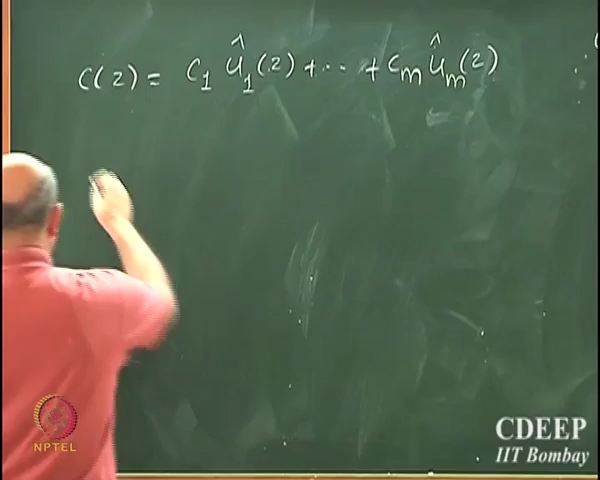 C(z) = C₁ û₁(z) + ... + Cₘ ûₘ(z)
NPTEL
CDEEP
IIT Bombay